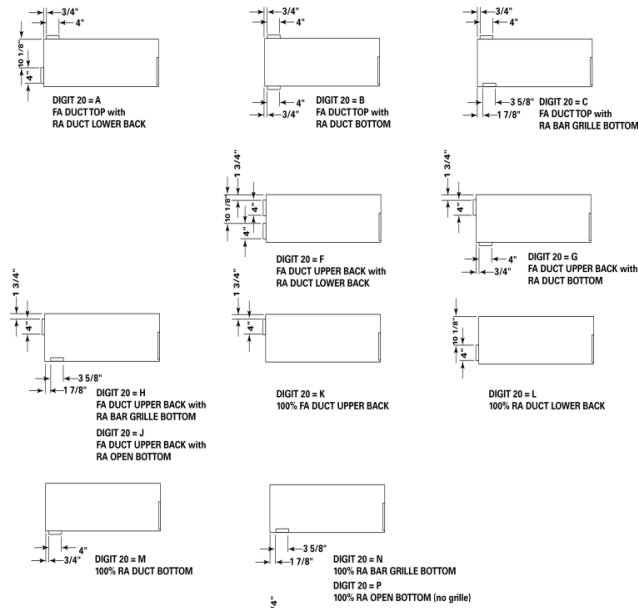 3/4"
4"
10 1/8"
4"
DIGIT 20 = A
FA DUCT TOP with
RA DUCT LOWER BACK
3/4"
4"
4"
3/4"
DIGIT 20 = B
FA DUCT TOP with
RA DUCT BOTTOM
3/4"
4"
3 5/8"
1 7/8"
DIGIT 20 = C
FA DUCT TOP with
RA BAR GRILLE BOTTOM
1 3/4"
10 1/8"
4"
4"
DIGIT 20 = F
FA DUCT UPPER BACK with
RA DUCT LOWER BACK
1 3/4"
4"
4"
3/4"
DIGIT 20 = G
FA DUCT UPPER BACK with
RA DUCT BOTTOM
1 3/4"
4"
3 5/8"
1 7/8"
DIGIT 20 = H
FA DUCT UPPER BACK with
RA BAR GRILLE BOTTOM
DIGIT 20 = J
FA DUCT UPPER BACK with
RA OPEN BOTTOM
1 3/4"
4"
DIGIT 20 = K
100% FA DUCT UPPER BACK
10 1/8"
4"
DIGIT 20 = L
100% RA DUCT LOWER BACK
4"
3/4"
DIGIT 20 = M
100% RA DUCT BOTTOM
3 5/8"
1 7/8"
DIGIT 20 = N
100% RA BAR GRILLE BOTTOM
DIGIT 20 = P
100% RA OPEN BOTTOM (no grille)